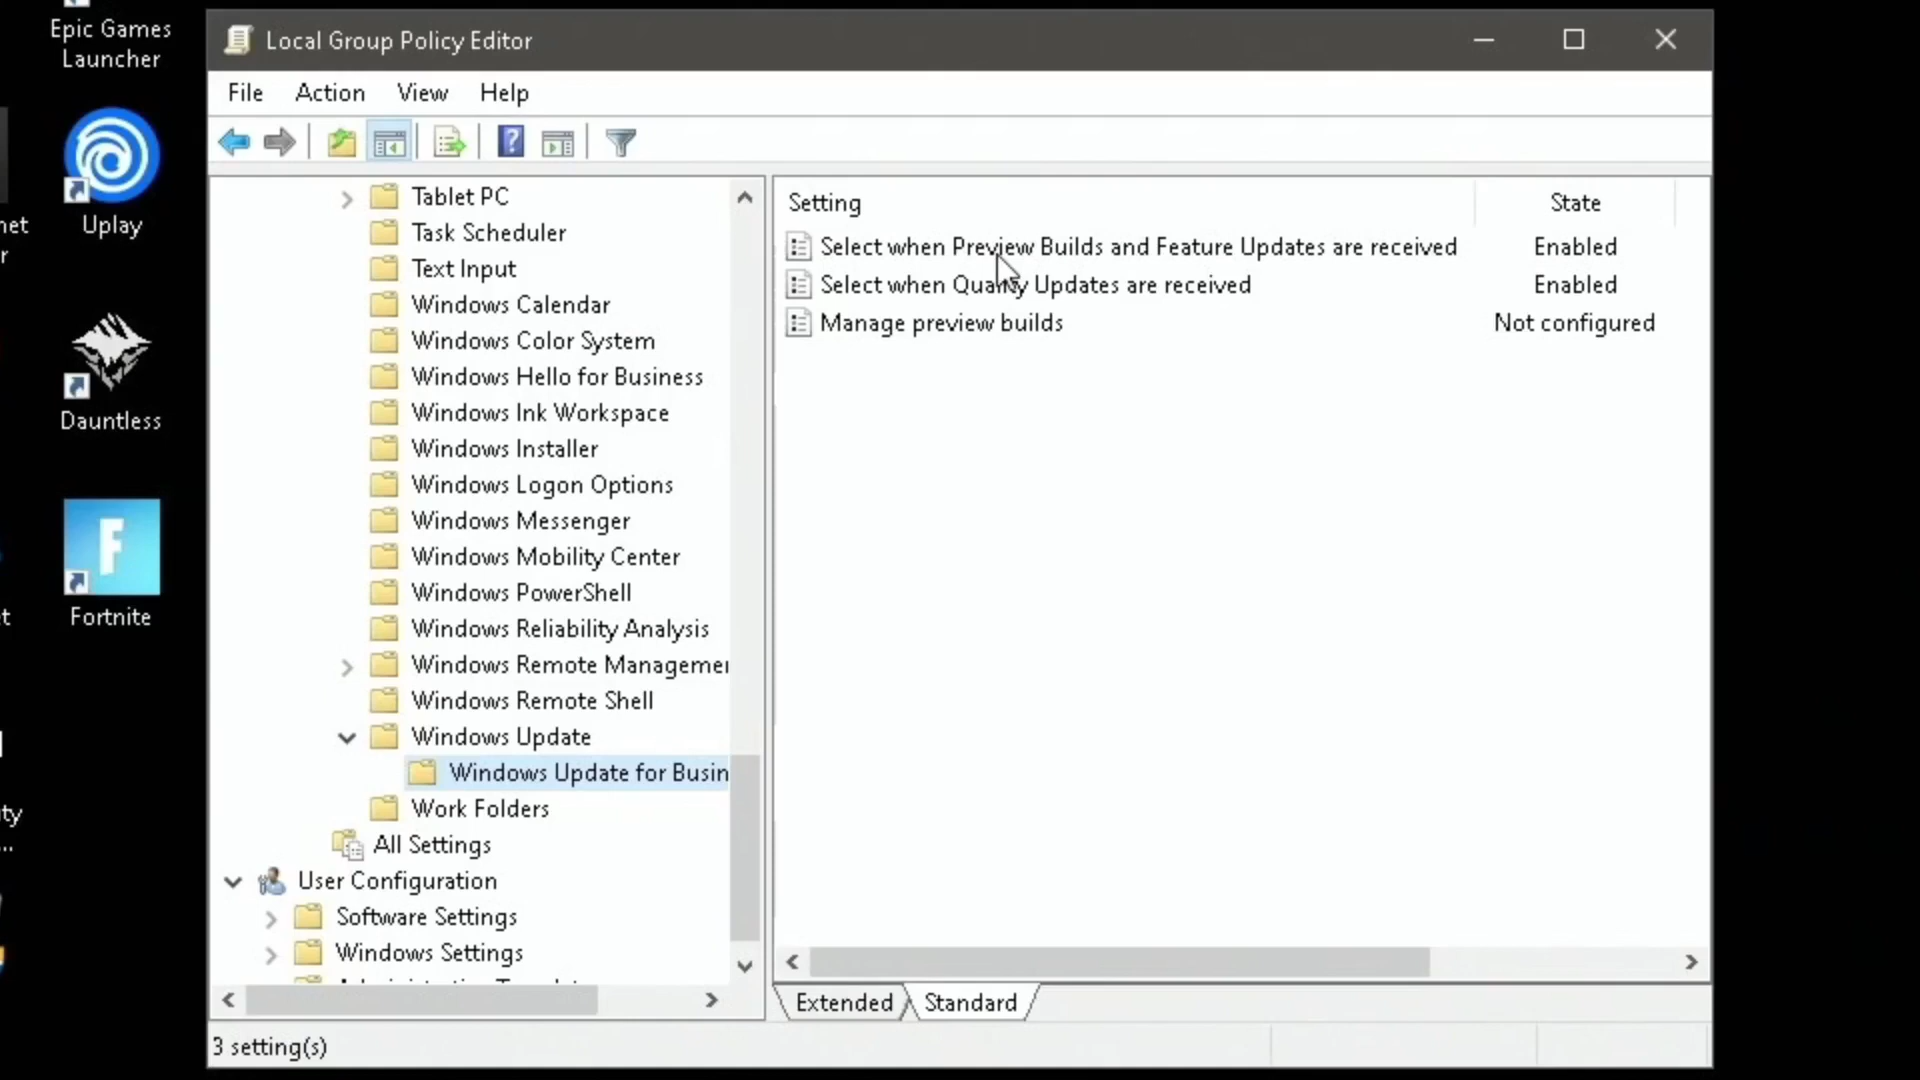 Epic Games
Launcher
Uplay
Dauntless
Fortnite
net
r
et
t
ity
...
Local Group Policy Editor
File Action View Help
Tablet PC
Task Scheduler
Text Input
Windows Calendar
Windows Color System
Windows Hello for Business
Windows Ink Workspace
Windows Installer
Windows Logon Options
Windows Messenger
Windows Mobility Center
Windows PowerShell
Windows Reliability Analysis
Windows Remote Managemen
Windows Remote Shell
Windows Update
Windows Update for Busin
Work Folders
All Settings
User Configuration
Software Settings
Windows Settings
Setting State
Select when Preview Builds and Feature Updates are received Enabled
Select when Quality Updates are received Enabled
Manage preview builds Not configured
Extended Standard
3 setting(s)